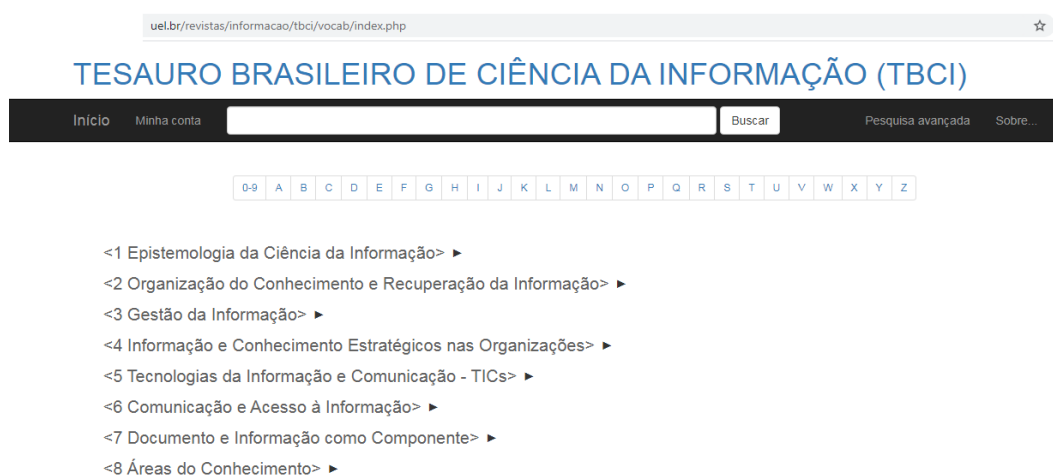 uel.br/revistas/informacao/tbci/vocab/index.php
TESAURO BRASILEIRO DE CIÊNCIA DA INFORMAÇÃO (TBCI)
Início Minha conta Buscar Pesquisa avançada Sobre...
0-9 A B C D E F G H I J K L M N O P Q R S T U V W X Y Z
<1 Epistemologia da Ciência da Informação> ►
<2 Organização do Conhecimento e Recuperação da Informação> ►
<3 Gestão da Informação> ►
<4 Informação e Conhecimento Estratégicos nas Organizações> ►
<5 Tecnologias da Informação e Comunicação - TICs> ►
<6 Comunicação e Acesso à Informação> ►
<7 Documento e Informação como Componente> ►
<8 Áreas do Conhecimento> ►